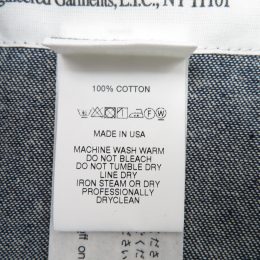 Garments, L.I.C., NY 11101
100% COTTON
MADE IN USA
MACHINE WASH WARM
DO NOT BLEACH
DO NOT TUMBLE DRY
LINE DRY
IRON STEAM OR DRY
PROFESSIONALLY
DRYCLEAN